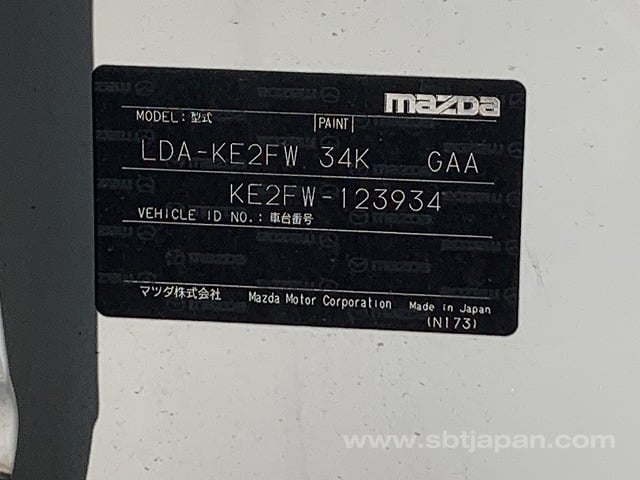 mazda
MODEL: 型式 |PAINT|
LDA-KE2FW 34K GAA
KE2FW-123934
VEHICLE ID NO.: 車台番号
マツダ株式会社 Mazda Motor Corporation Made in Japan
(N173)
www.sbtjapan.com